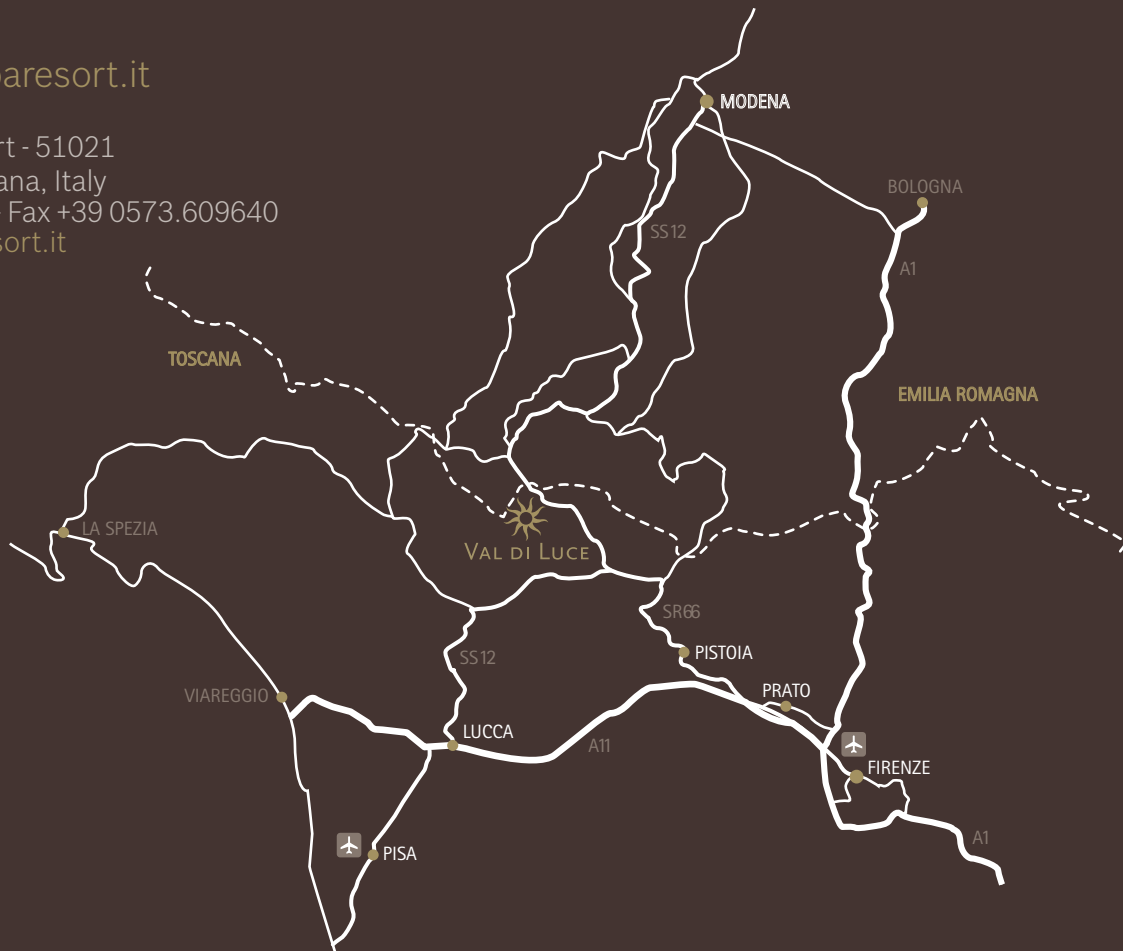 aresort.it
rt - 51021
ana, Italy
Fax +39 0573.609640
sort.it
MODENA
BOLOGNA
SS12
A1
TOSCANA
EMILIA ROMAGNA
LA SPEZIA
VAL DI LUCE
SR66
SS12
PISTOIA
VIAREGGIO
PRATO
LUCCA
A11
FIRENZE
A1
PISA